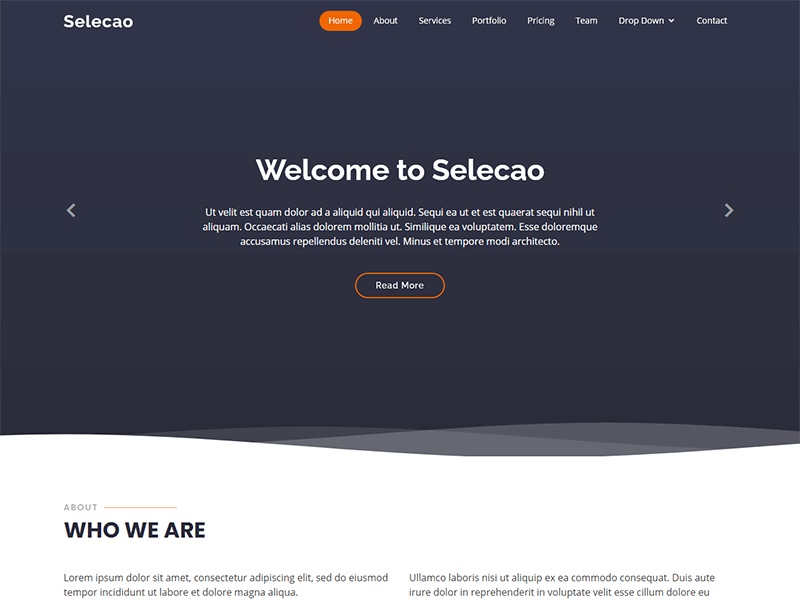 Selecao
Home About Services Portfolio Pricing Team Drop Down Contact
Welcome to Selecao
Ut velit est quam dolor ad a aliquid qui aliquid. Sequi ea ut et est quaerat sequi nihil ut
aliquam. Occaecati alias dolorem mollitia ut. Similique ea voluptatem. Esse doloremque
accusamus repellendus deleniti vel. Minus et tempore modi architecto.
Read More
ABOUT
WHO WE ARE
Lorem ipsum dolor sit amet, consectetur adipiscing elit, sed do eiusmod
tempor incididunt ut labore et dolore magna aliqua.
Ullamco laboris nisi ut aliquip ex ea commodo consequat. Duis aute
irure dolor in reprehenderit in voluptate velit esse cillum dolore eu